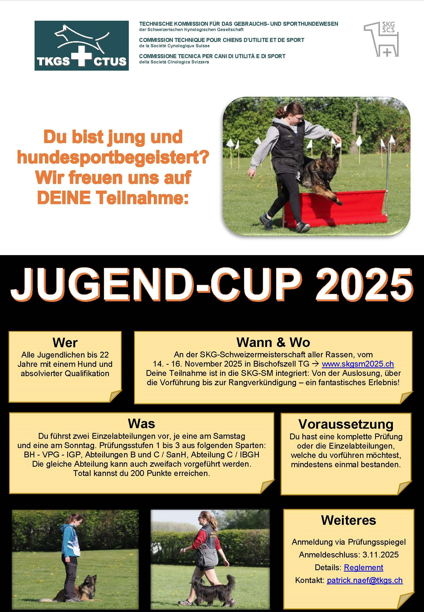 TKGS CTUS
TECHNISCHE KOMMISSION FÜR DAS GEBRAUCHS- UND SPORTHUNDEWESEN
der Schweizerischen Kynologischen Gesellschaft
COMMISSION TECHNIQUE POUR CHIENS D'UTILITE ET DE SPORT
de la Société Cynologique Suisse
COMMISSIONE TECNICA PER CANI DI UTILITÀ E DI SPORT
della Società Cinologica Svizzera
SKG
SCS
Du bist jung und
hundesportbegeistert?
Wir freuen uns auf
DEINE Teilnahme:
JUGEND-CUP 2025
Wer
Alle Jugendlichen bis 22
Jahre mit einem Hund und
absolvierter Qualifikation
Wann & Wo
An der SKG-Schweizermeisterschaft aller Rassen, vom
14. - 16. November 2025 in Bischofszell TG → www.skgsm2025.ch
Deine Teilnahme ist in die SKG-SM integriert: Von der Auslosung, über
die Vorführung bis zur Rangverkündigung – ein fantastisches Erlebnis!
Was
Du führst zwei Einzelabteilungen vor, je eine am Samstag
und eine am Sonntag. Prüfungsstufen 1 bis 3 aus folgenden Sparten:
BH - VPG - IGP, Abteilungen B und C / SanH, Abteilung C / IBGH
Die gleiche Abteilung kann auch zweifach vorgeführt werden.
Total kannst du 200 Punkte erreichen.
Voraussetzung
Du hast eine komplette Prüfung
oder die Einzelabteilungen,
welche du vorführen möchtest,
mindestens einmal bestanden.
Weiteres
Anmeldung via Prüfungsspiegel
Anmeldeschluss: 3.11.2025
Details: Reglement
Kontakt: patrick.naef@tkgs.ch